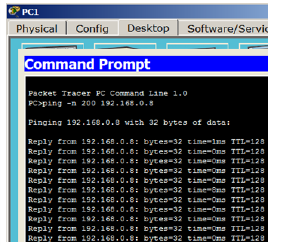 PC1
Physical Config Desktop Software/Servic
Command Prompt
Packet Tracer PC Command Line 1.0
PC>ping -n 200 192.168.0.8
Pinging 192.168.0.8 with 32 bytes of data:
Reply from 192.168.0.8: bytes=32 time=1ms TTL=128
Reply from 192.168.0.8: bytes=32 time=0ms TTL=128
Reply from 192.168.0.8: bytes=32 time=0ms TTL=128
Reply from 192.168.0.8: bytes=32 time=0ms TTL=128
Reply from 192.168.0.8: bytes=32 time=0ms TTL=128
Reply from 192.168.0.8: bytes=32 time=0ms TTL=128
Reply from 192.168.0.8: bytes=32 time=0ms TTL=128
Reply from 192.168.0.8: bytes=32 time=0ms TTL=128
Reply from 192.168.0.8: bytes=32 time=0ms TTL=128
Reply from 192.168.0.8: bytes=32 time=0ms TTL=128
Reply from 192.168.0.8: bytes=32 time=0ms TTL=128